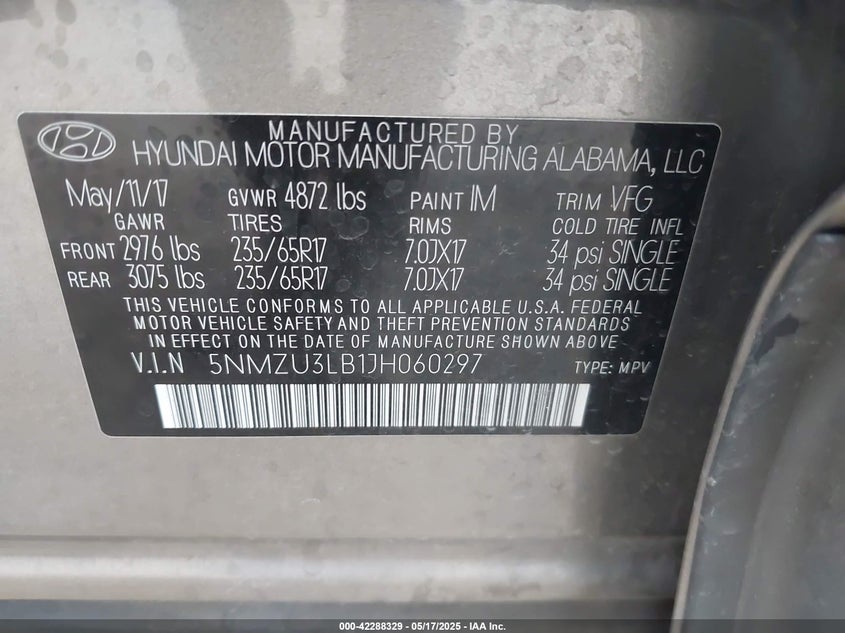 MANUFACTURED BY
HYUNDAI MOTOR MANUFACTURING ALABAMA, LLC
May/11/17 GVWR 4872 lbs PAINT IM TRIM VFG
GAWR TIRES RIMS COLD TIRE INFL
FRONT 2976 lbs 235/65R17 7.0JX17 34 psi SINGLE
REAR 3075 lbs 235/65R17 7.0JX17 34 psi SINGLE
THIS VEHICLE CONFORMS TO ALL APPLICABLE U.S.A. FEDERAL
MOTOR VEHICLE SAFETY AND THEFT PREVENTION STANDARDS
IN EFFECT ON THE DATE OF MANUFACTURE SHOWN ABOVE
V.I.N 5NMZU3LB1JH060297 TYPE: MPV
000-42288329 - 05/17/2025 - IAA Inc.